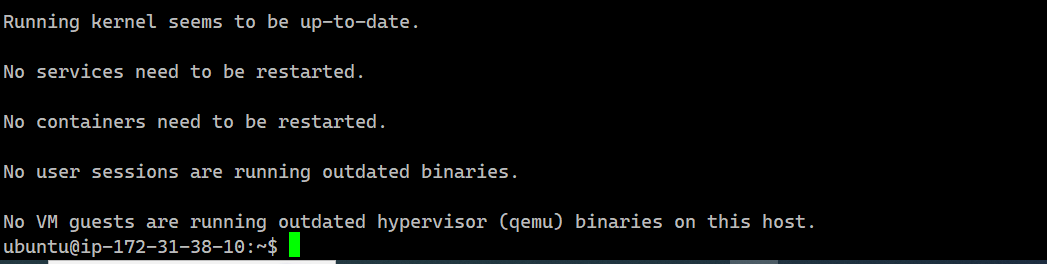 Running kernel seems to be up-to-date.
No services need to be restarted.
No containers need to be restarted.
No user sessions are running outdated binaries.
No VM guests are running outdated hypervisor (qemu) binaries on this host.
ubuntu@ip-172-31-38-10:~$